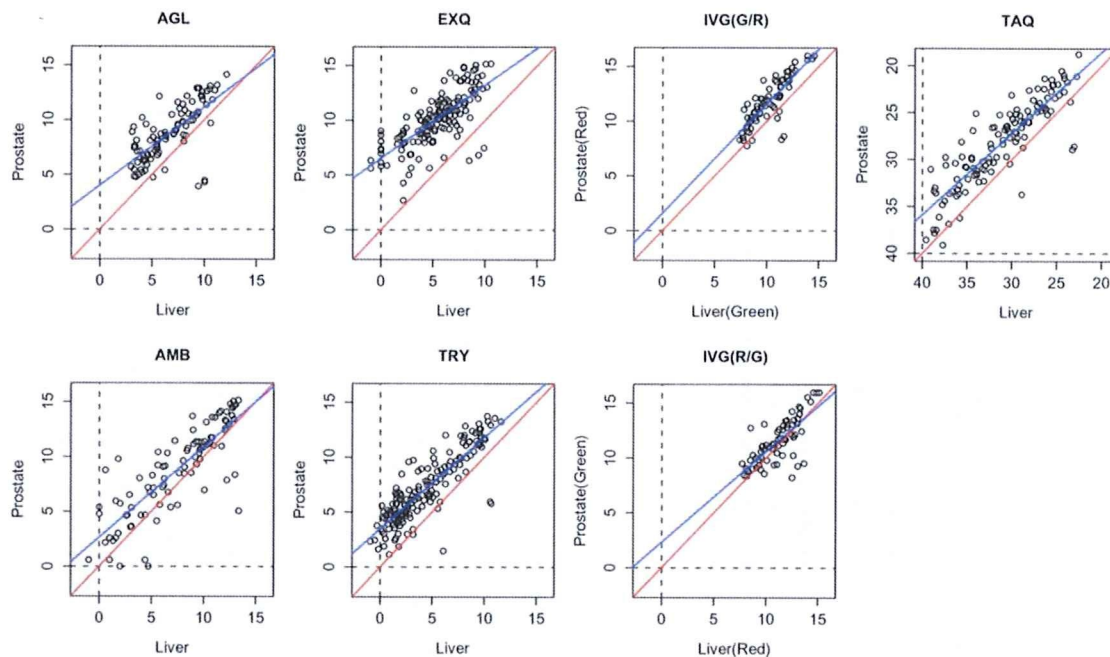 AGL
EXQ
IVG(G/R)
TAQ
Prostate
15
10
5
0
0 5 10 15
Liver
Prostate
15
10
5
0
0 5 10 15
Liver
Prostate(Red)
15
10
5
0
0 5 10 15
Liver(Green)
Prostate
20
25
30
35
40
40 35 30 25 20
Liver
AMB
TRY
IVG(R/G)
Prostate
15
10
5
0
0 5 10 15
Liver
Prostate
15
10
5
0
0 5 10 15
Liver
Prostate(Green)
15
10
5
0
0 5 10 15
Liver(Red)